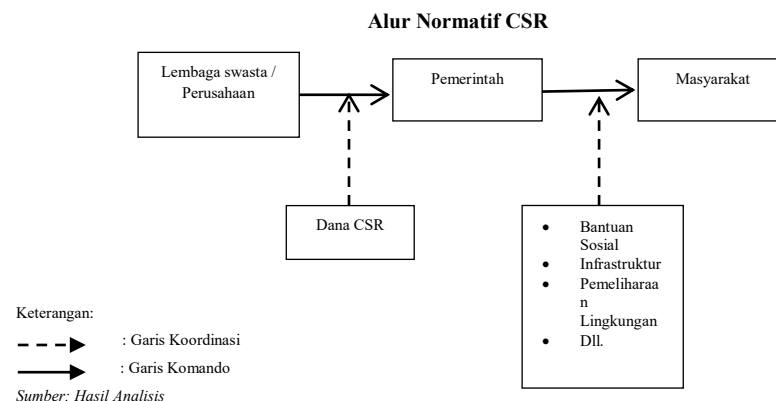 Alur Normatif CSR
Lembaga swasta /
Perusahaan
Pemerintah
Masyarakat
Dana CSR
• Bantuan
Sosial
• Infrastruktur
• Pemeliharaa
n
Lingkungan
• Dll.
Keterangan:
: Garis Koordinasi
: Garis Komando
Sumber: Hasil Analisis